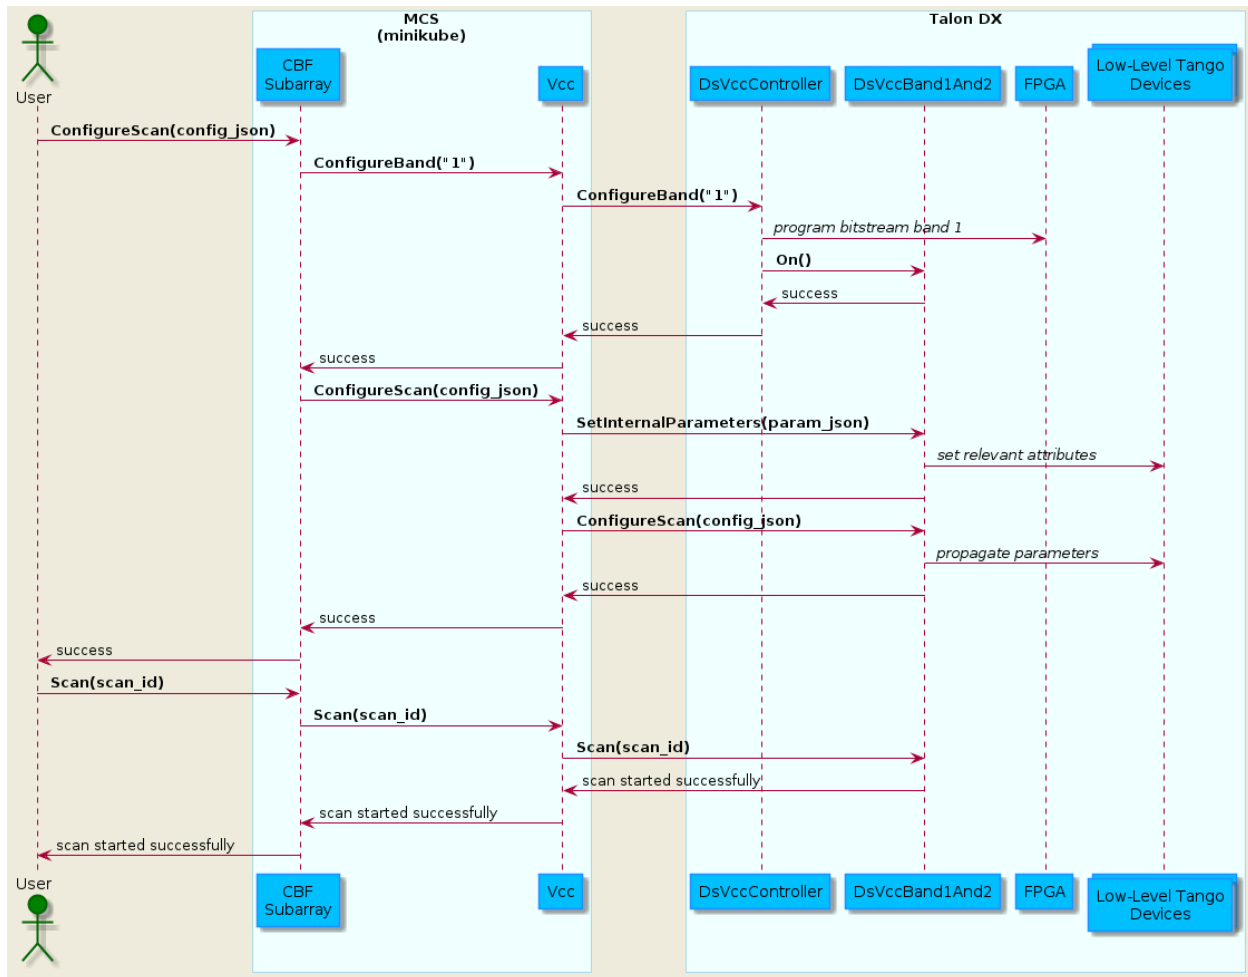 MCS
(minikube)
Talon DX
User
CBF
Subarray
Vcc
DsVccController
DsVccBand1And2
FPGA
Low-Level Tango
Devices
ConfigureScan(config_json)
ConfigureBand("1")
ConfigureBand("1")
program bitstream band 1
On()
success
success
success
ConfigureScan(config_json)
SetInternalParameters(param_json)
set relevant attributes
success
ConfigureScan(config_json)
propagate parameters
success
success
success
Scan(scan_id)
Scan(scan_id)
Scan(scan_id)
scan started successfully
scan started successfully
scan started successfully
User
CBF
Subarray
Vcc
DsVccController
DsVccBand1And2
FPGA
Low-Level Tango
Devices